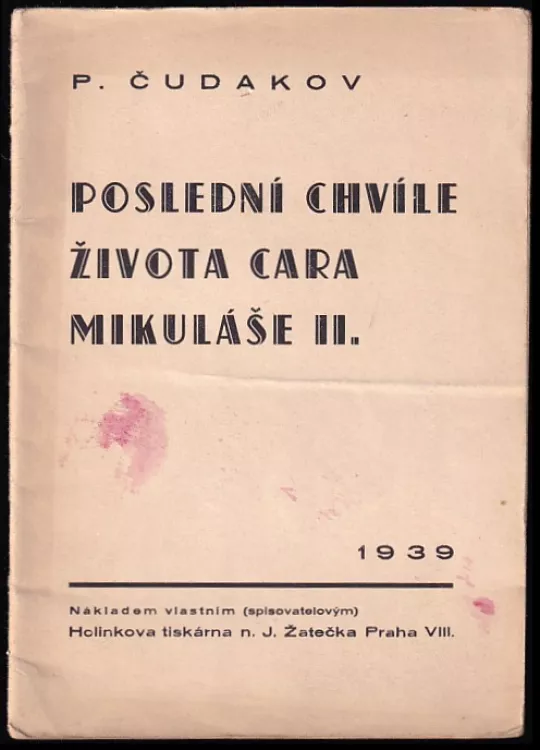 P. ČUDAKOV
POSLEDNÍ CHVÍLE
ŽIVOTA CARA
MIKULÁŠE II.
1939
Nákladem vlastním (spisovatelovým)
Holinkova tiskárna n. J. Žatečka Praha VIII.